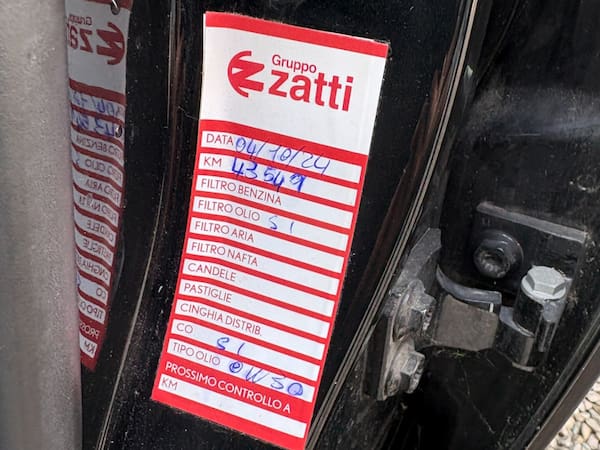 Gruppo
zatti
DATA 04/10/24
KM 43549
FILTRO BENZINA
FILTRO OLIO SI
FILTRO ARIA
FILTRO NAFTA
CANDELE
PASTIGLIE
CINGHIA DISTRIB.
CO SI
TIPO OLIO 0W30
PROSSIMO CONTROLLO A
KM